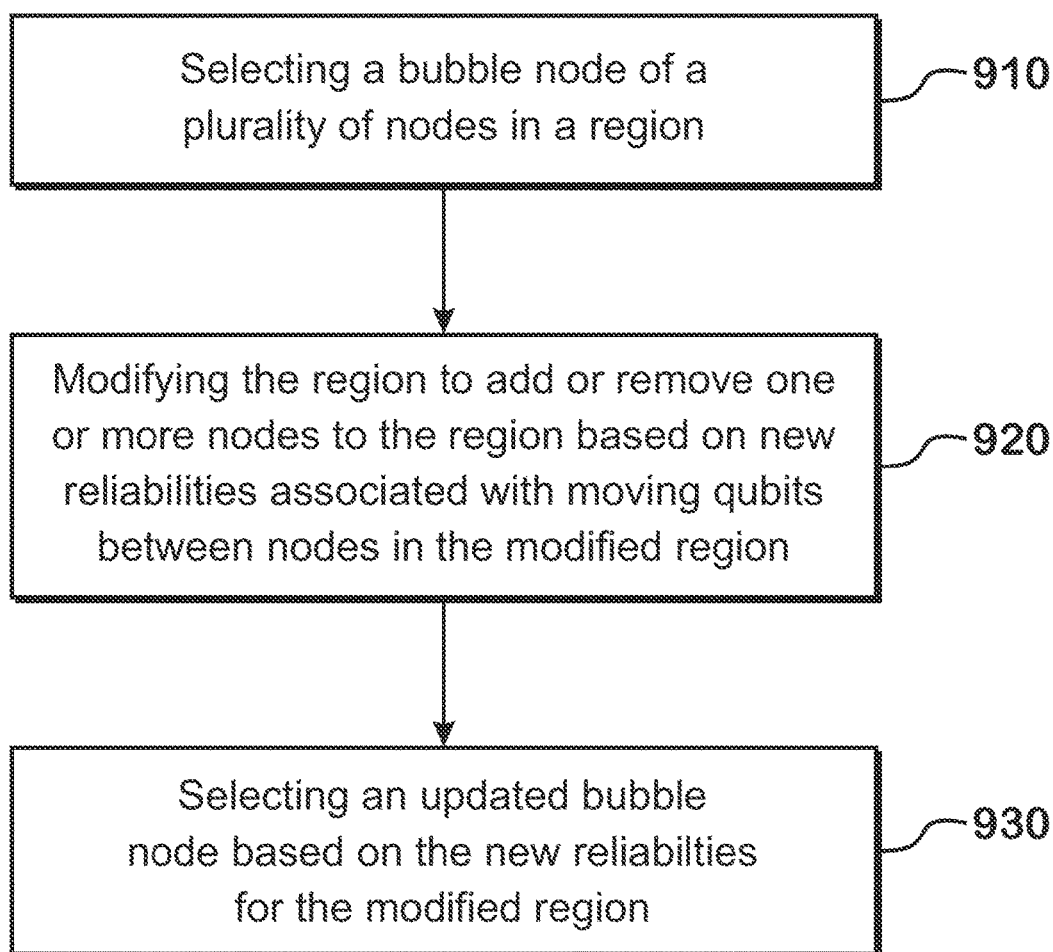 Selecting a bubble node of a
plurality of nodes in a region
910
Modifying the region to add or remove one
or more nodes to the region based on new
reliabilities associated with moving qubits
between nodes in the modified region
920
Selecting an updated bubble
node based on the new reliabilties
for the modified region
930